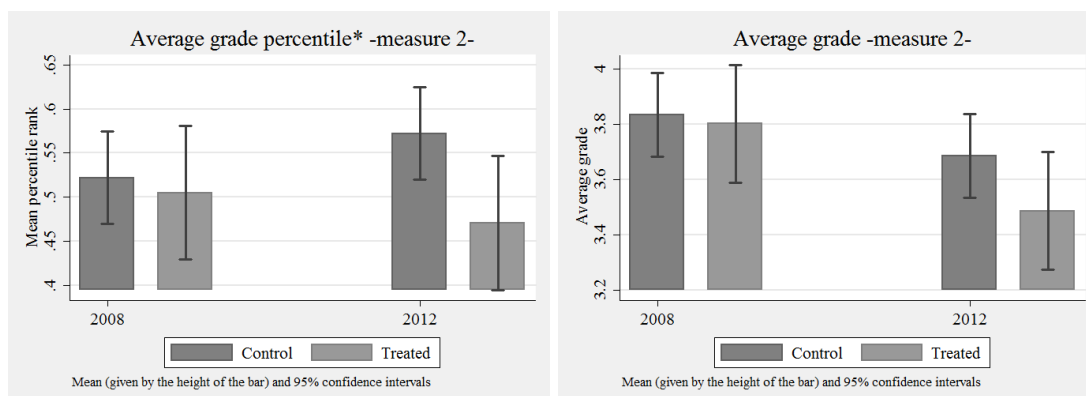 Average grade percentile* -measure 2-
Mean percentile rank
.65
.6
.55
.5
.45
.4
2008
2012
Control
Treated
Mean (given by the height of the bar) and 95% confidence intervals
Average grade -measure 2-
Average grade
4
3.8
3.6
3.4
3.2
2008
2012
Control
Treated
Mean (given by the height of the bar) and 95% confidence intervals